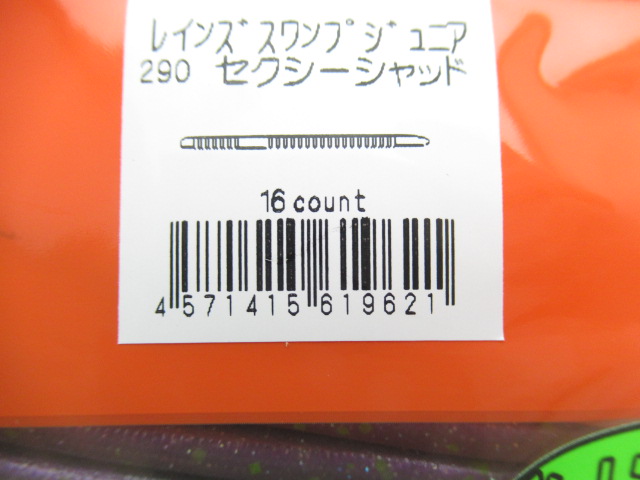 レインズスワンプジュニア
290 セクシーシャッド
16 count
4 571415 619621